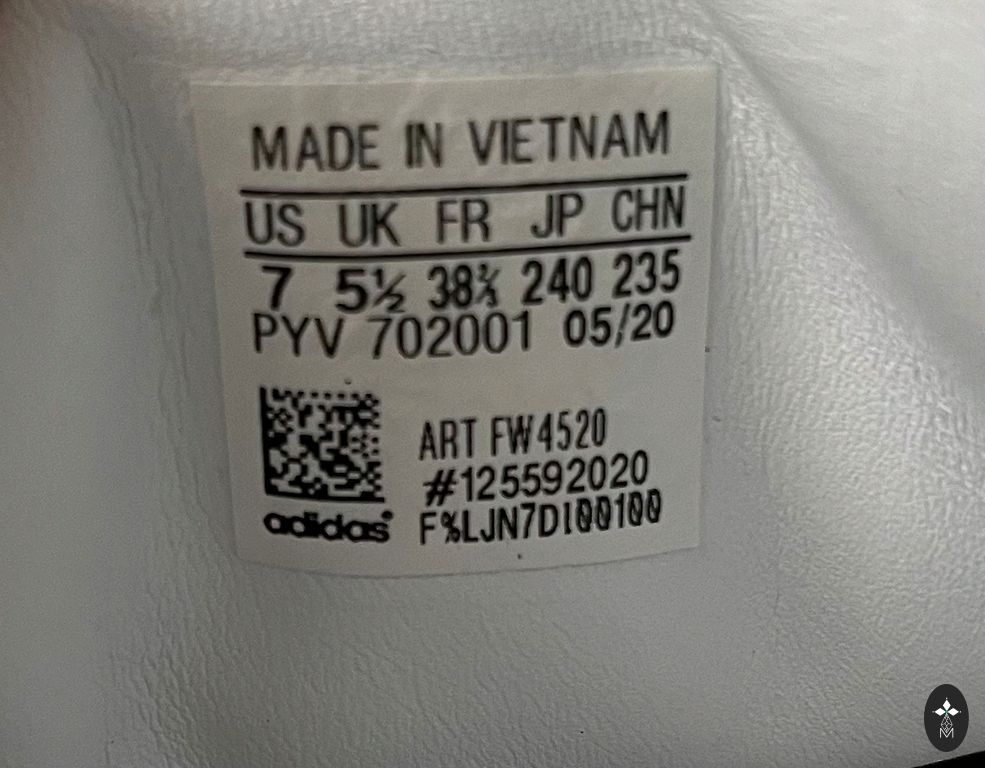 MADE IN VIETNAM
US UK FR JP CHN
7 5½ 38⅔ 240 235
PYV 702001 05/20
ART FW4520
#125592020
adidas® F%LJN7DI00100
M